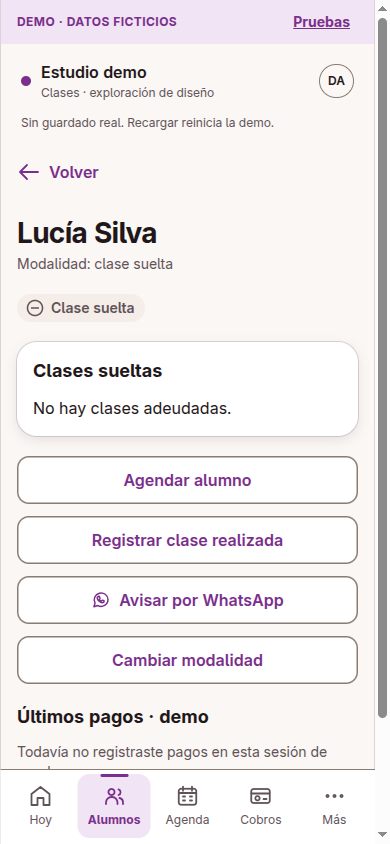 DEMO · DATOS FICTICIOS
Pruebas
Estudio demo
Clases · exploración de diseño
DA
Sin guardado real. Recargar reinicia la demo.
Volver
Lucía Silva
Modalidad: clase suelta
Clase suelta
Clases sueltas
No hay clases adeudadas.
Agendar alumno
Registrar clase realizada
Avisar por WhatsApp
Cambiar modalidad
Últimos pagos · demo
Todavía no registraste pagos en esta sesión de
Hoy
Alumnos
Agenda
Cobros
Más